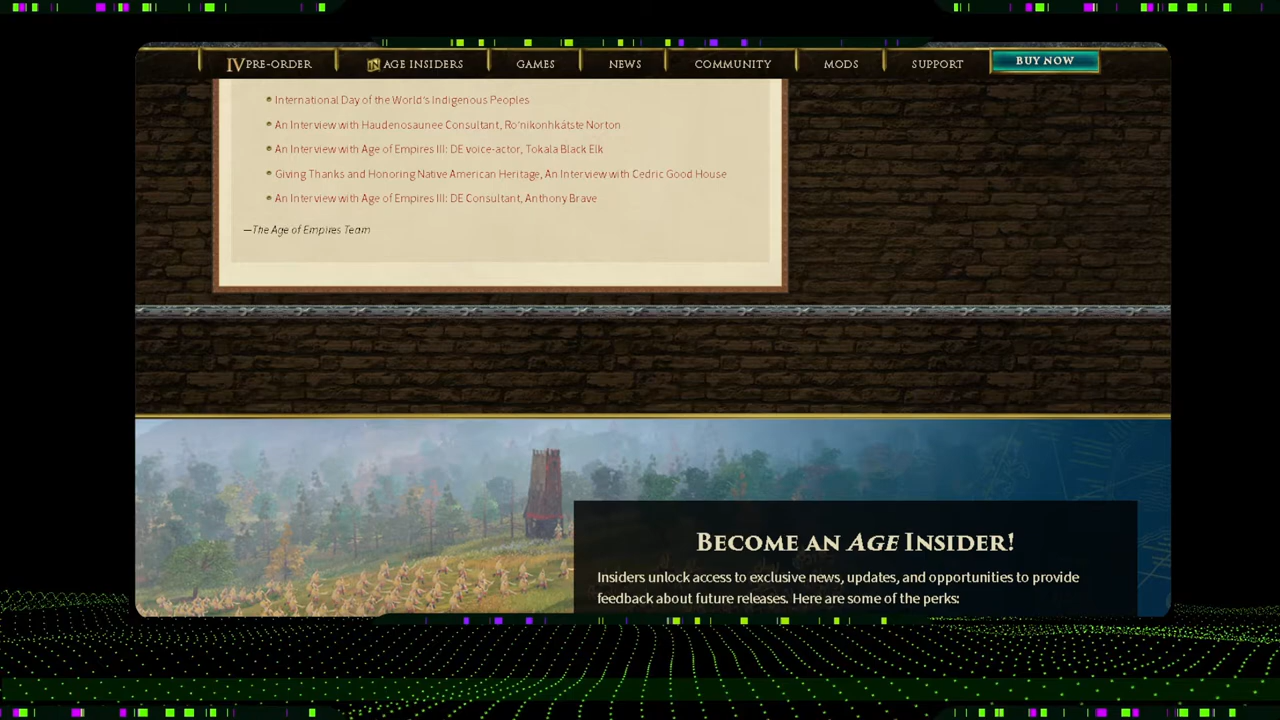 IV PRE-ORDER AGE INSIDERS GAMES NEWS COMMUNITY MODS SUPPORT BUY NOW
International Day of the World's Indigenous Peoples
An Interview with Haudenosaunee Consultant, Ro'nikonhkátste Norton
An Interview with Age of Empires III: DE voice-actor, Tokala Black Elk
Giving Thanks and Honoring Native American Heritage, An Interview with Cedric Good House
An Interview with Age of Empires III: DE Consultant, Anthony Brave
—The Age of Empires Team
BECOME AN AGE INSIDER!
Insiders unlock access to exclusive news, updates, and opportunities to provide
feedback about future releases. Here are some of the perks: